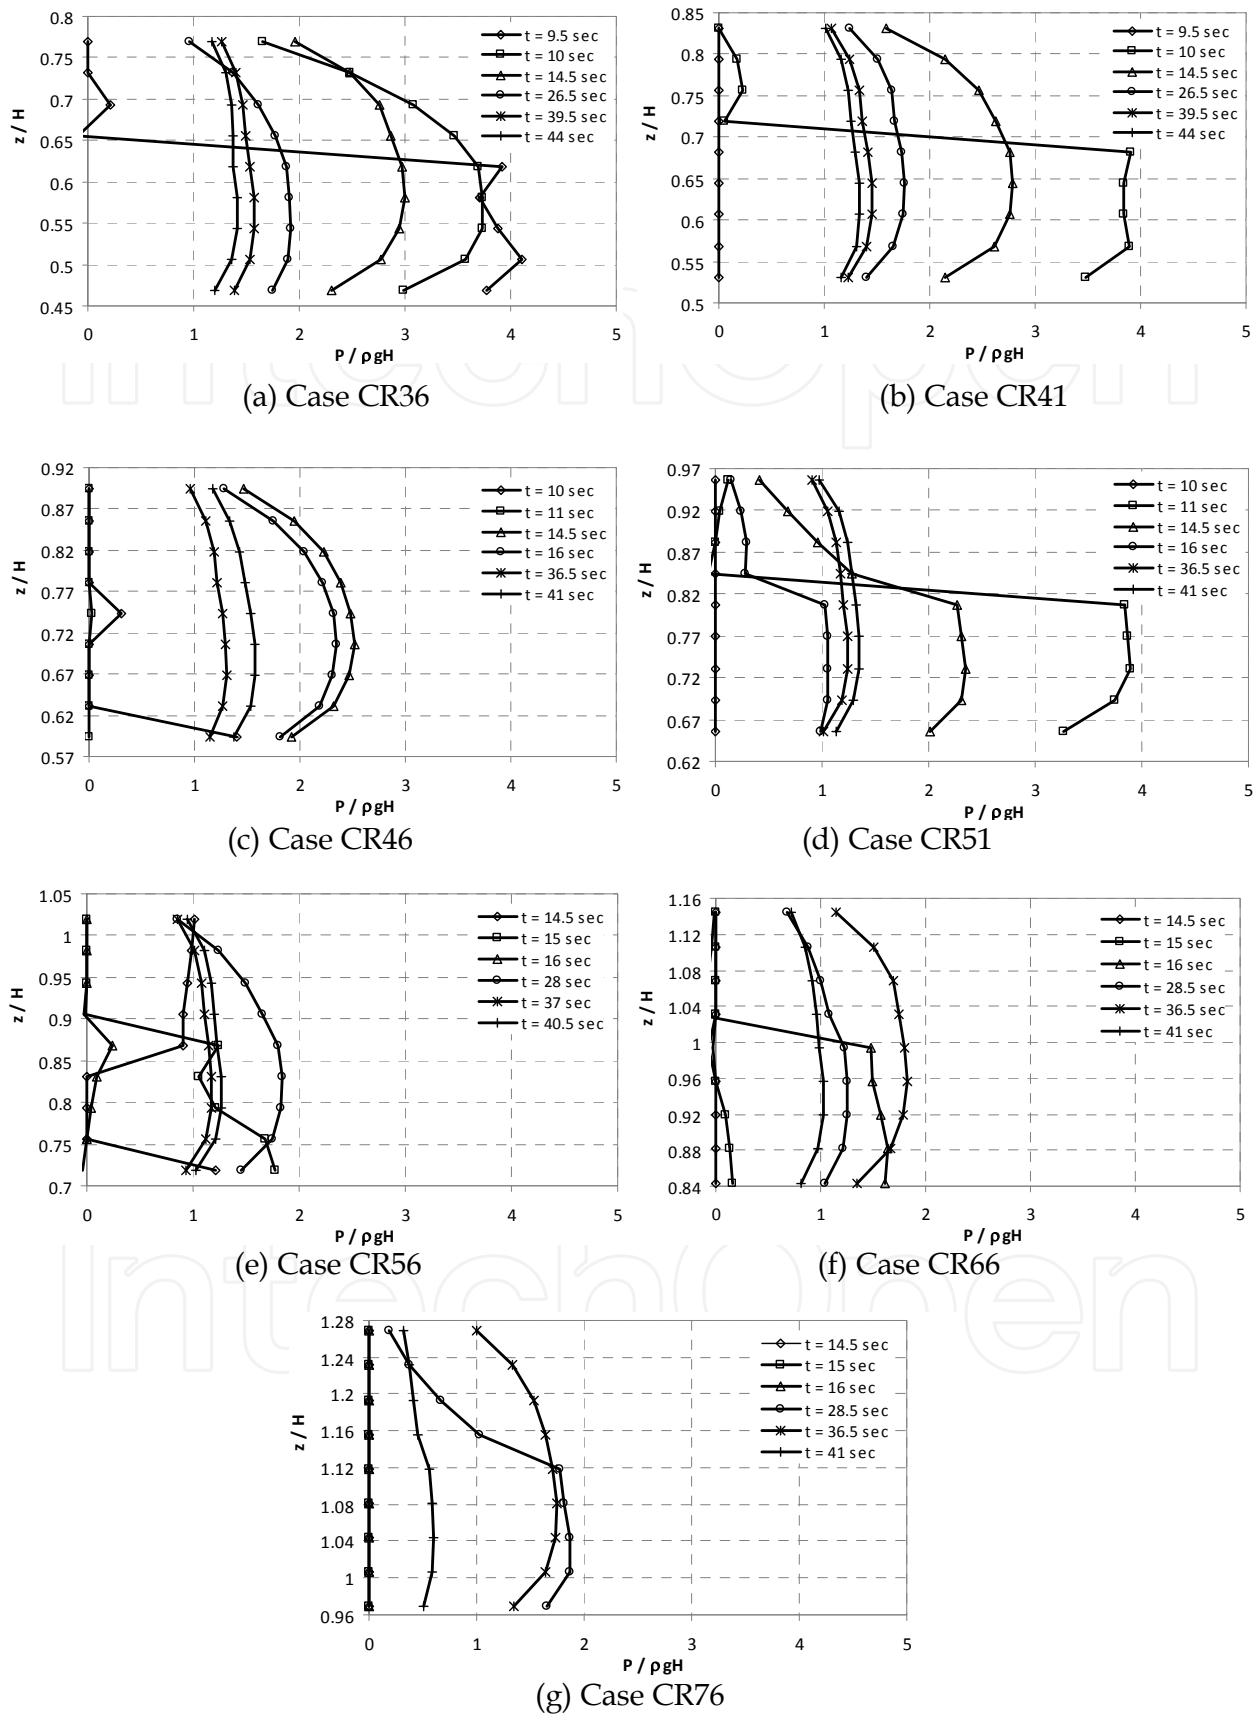 0.8
0.75
0.7
0.65
0.6
0.55
0.5
0.45
z / H
0 1 2 3 4 5
P / ρgH
t = 9.5 sec
t = 10 sec
t = 14.5 sec
t = 26.5 sec
t = 39.5 sec
t = 44 sec
(a) Case CR36
0.85
0.8
0.75
0.7
0.65
0.6
0.55
0.5
z / H
0 1 2 3 4 5
P / ρgH
t = 9.5 sec
t = 10 sec
t = 14.5 sec
t = 26.5 sec
t = 39.5 sec
t = 44 sec
(b) Case CR41
0.92
0.87
0.82
0.77
0.72
0.67
0.62
0.57
z / H
0 1 2 3 4 5
P / ρgH
t = 10 sec
t = 11 sec
t = 14.5 sec
t = 16 sec
t = 36.5 sec
t = 41 sec
(c) Case CR46
0.97
0.92
0.87
0.82
0.77
0.72
0.67
0.62
z / H
0 1 2 3 4 5
P / ρgH
t = 10 sec
t = 11 sec
t = 14.5 sec
t = 16 sec
t = 36.5 sec
t = 41 sec
(d) Case CR51
1.05
1
0.95
0.9
0.85
0.8
0.75
0.7
z / H
0 1 2 3 4 5
P / ρgH
t = 14.5 sec
t = 15 sec
t = 16 sec
t = 28 sec
t = 37 sec
t = 40.5 sec
(e) Case CR56
1.16
1.12
1.08
1.04
1
0.96
0.92
0.88
0.84
z / H
0 1 2 3 4 5
P / ρgH
t = 14.5 sec
t = 15 sec
t = 16 sec
t = 28.5 sec
t = 36.5 sec
t = 41 sec
(f) Case CR66
1.28
1.24
1.2
1.16
1.12
1.08
1.04
1
0.96
z / H
0 1 2 3 4 5
P / ρgH
t = 14.5 sec
t = 15 sec
t = 16 sec
t = 28.5 sec
t = 36.5 sec
t = 41 sec
(g) Case CR76
IntechOpen
IntechOpen